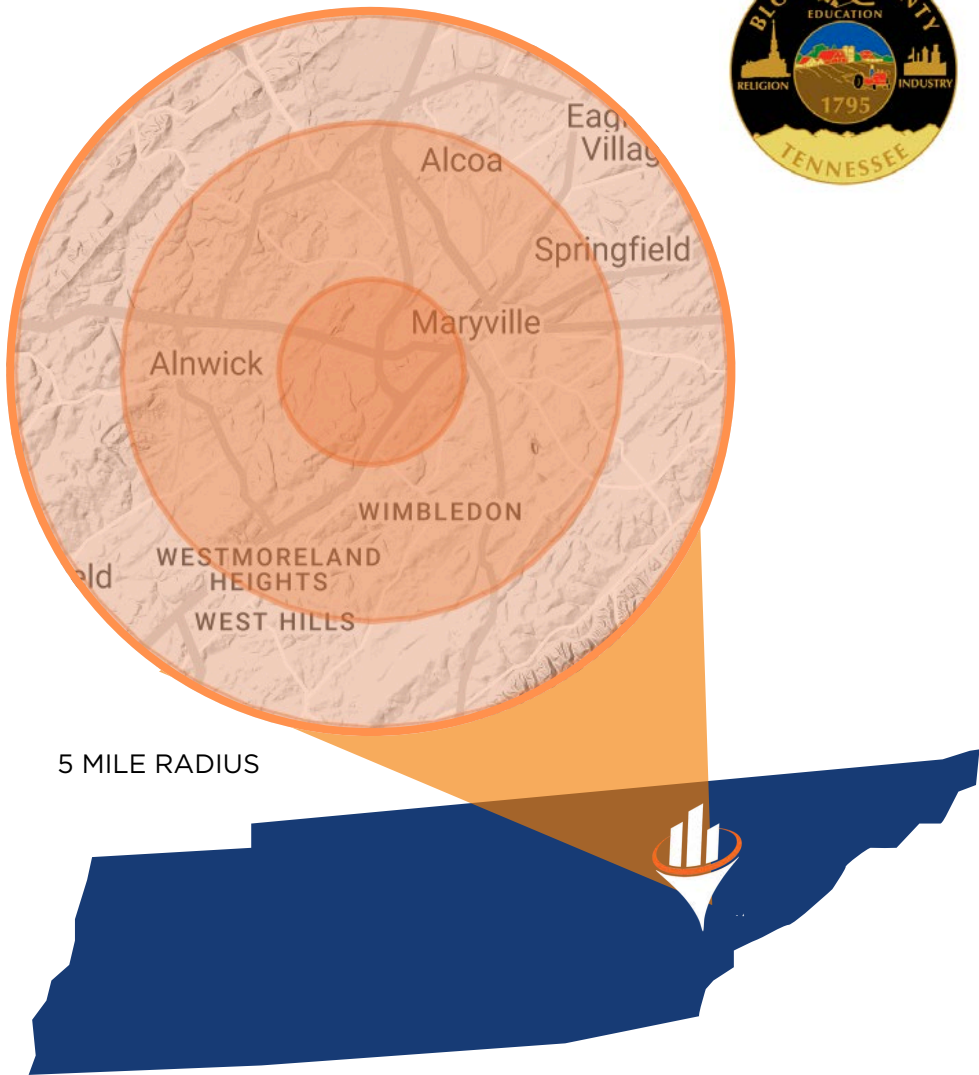 EDUCATION
RELIGION
INDUSTRY
1795
TENNESSEE
Alcoa
Springfield
Maryville
Alnwick
WIMBLEDON
WESTMORELAND
HEIGHTS
WEST HILLS
5 MILE RADIUS